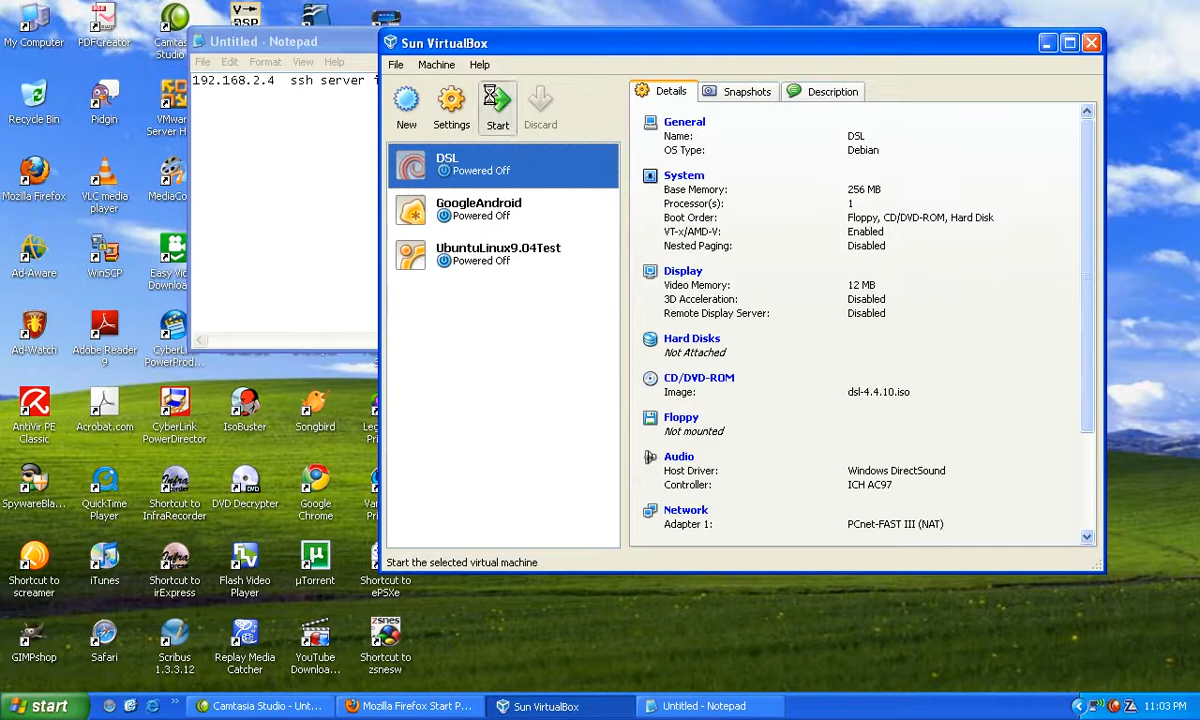 My Computer
PDFCreator
Camtasia
Studio
V→
DSP
Recycle Bin
Pidgin
VMware
Server H...
Mozilla Firefox
VLC media
player
MediaCo
Ad-Aware
WinSCP
Easy Vi
Downloa
Ad-Watch
Adobe Reader
9
CyberL
PowerProd...
AntiVir PE
Classic
Acrobat.com
CyberLink
PowerDirector
IsoBuster
Songbird
SpywareBla...
QuickTime
Player
Shortcut to
InfraRecorder
DVD Decrypter
Google
Chrome
Shortcut to
screamer
iTunes
Shortcut to
irExpress
Flash Video
Player
µTorrent
Shortcut to
ePSXe
GIMPshop
Safari
Scribus
1.3.3.12
Replay Media
Catcher
YouTube
Downloa...
Shortcut to
zsnesw
Untitled - Notepad
File Edit Format View Help
192.168.2.4 ssh server
Sun VirtualBox
File Machine Help
New Settings Start Discard
DSL
Powered Off
GoogleAndroid
Powered Off
UbuntuLinux9.04Test
Powered Off
Details Snapshots Description
General
Name: DSL
OS Type: Debian
System
Base Memory: 256 MB
Processor(s): 1
Boot Order: Floppy, CD/DVD-ROM, Hard Disk
VT-x/AMD-V: Enabled
Nested Paging: Disabled
Display
Video Memory: 12 MB
3D Acceleration: Disabled
Remote Display Server: Disabled
Hard Disks
Not Attached
CD/DVD-ROM
Image: dsl-4.4.10.iso
Floppy
Not mounted
Audio
Host Driver: Windows DirectSound
Controller: ICH AC97
Network
Adapter 1: PCnet-FAST III (NAT)
Start the selected virtual machine
start
Camtasia Studio - Unt...
Mozilla Firefox Start P...
Sun VirtualBox
Untitled - Notepad
11:03 PM